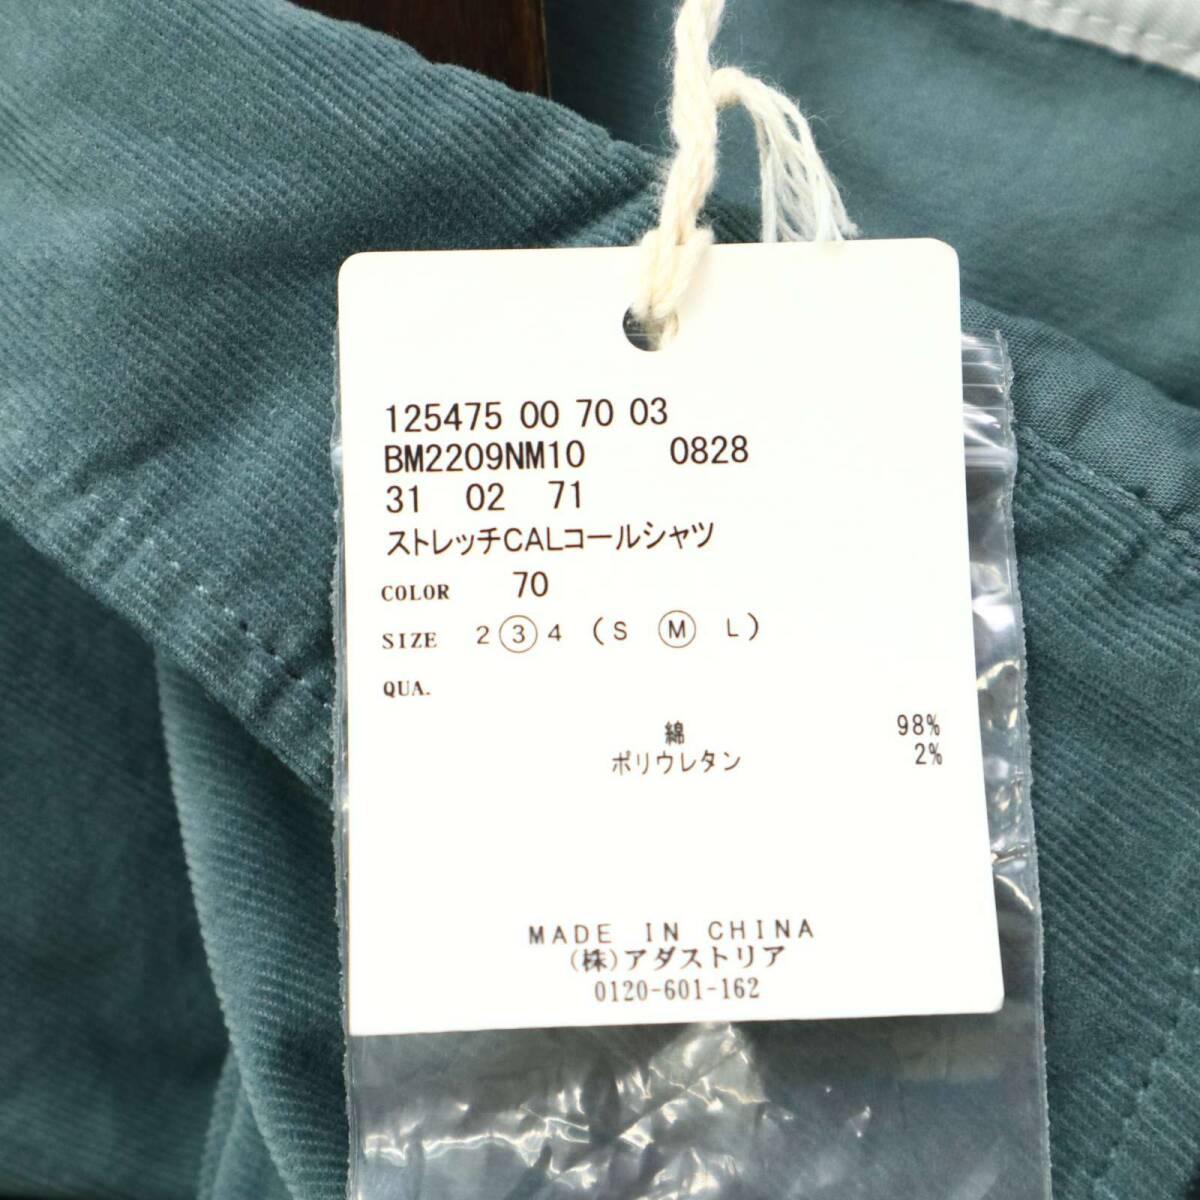 125475 00 70 03
BM2209NM10 0828
31 02 71
ストレッチCALコールシャツ
COLOR 70
SIZE 2 3 4 (S M L)
QUA.
綿 98%
ポリウレタン 2%
MADE IN CHINA
(株)アダストリア
0120-601-162